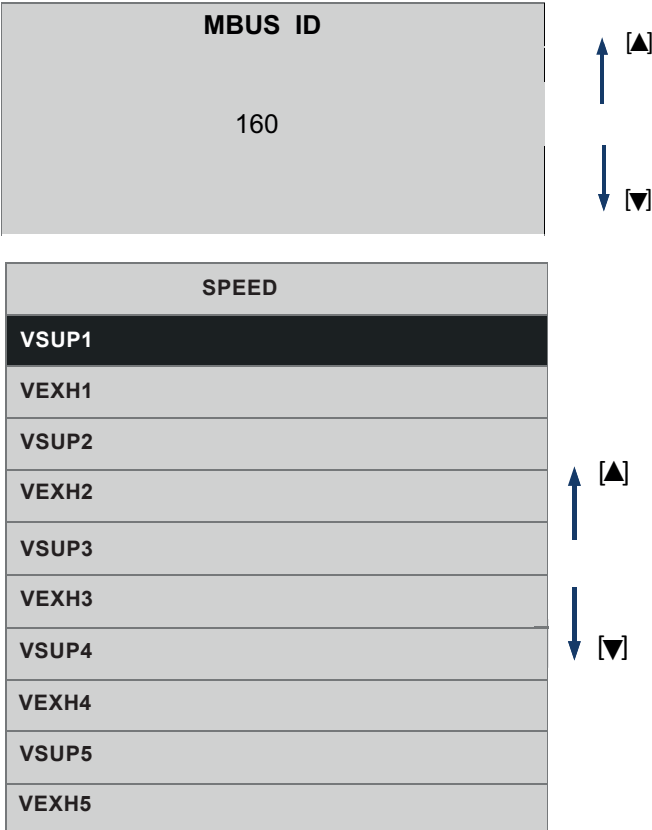 MBUS ID
[▲]
160
[▼]
SPEED
VSUP1
VEXH1
VSUP2
[▲]
VEXH2
VSUP3
VEXH3
VSUP4
[▼]
VEXH4
VSUP5
VEXH5